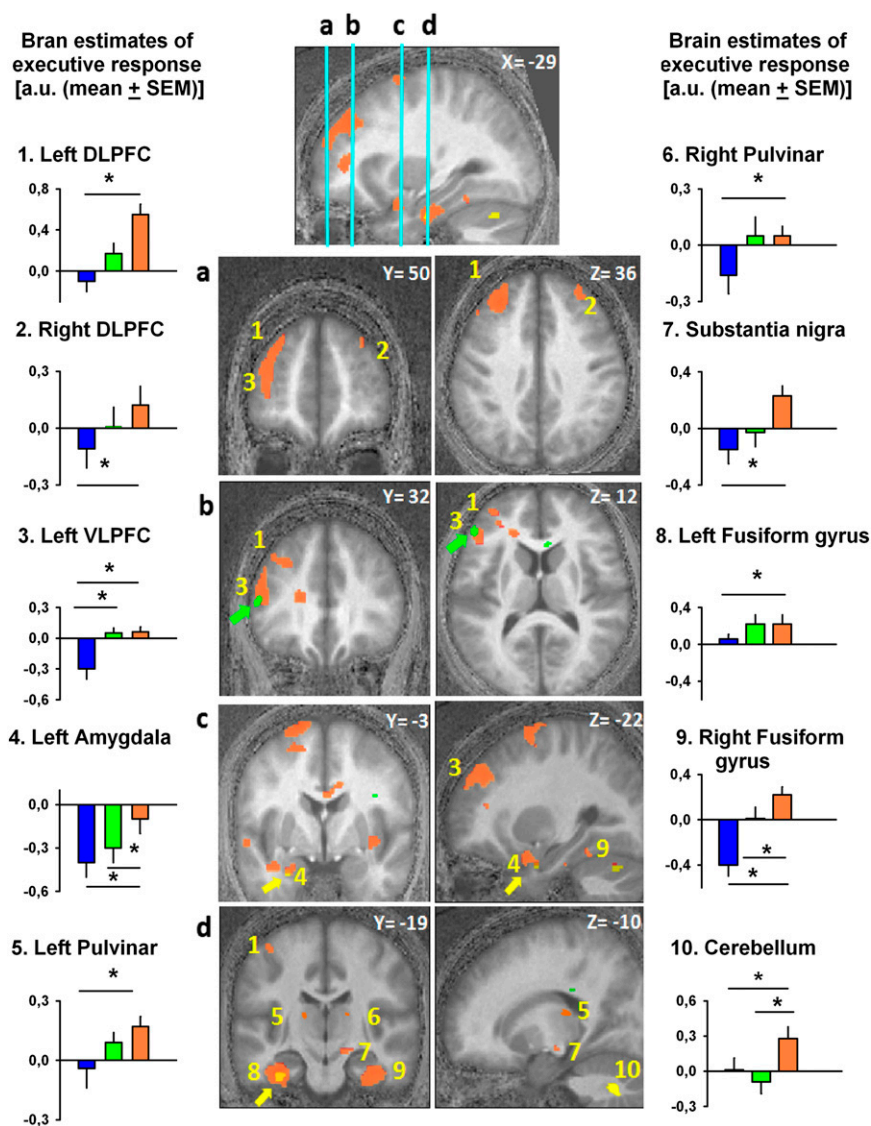 Bran estimates of
executive response
[a.u. (mean ± SEM)]
1. Left DLPFC
*
0,8
0,4
0,0
2. Right DLPFC
0,3
0,0
*
-0,3
3. Left VLPFC
*
*
0,3
0,0
-0,3
-0,6
4. Left Amygdala
0,0
-0,3
*
*
-0,6
5. Left Pulvinar
*
0,3
0,0
-0,3
a b c d
X= -29
a
1
Y= 50
1
2
3
Z= 36
1
2
b
Y= 32
1
3
Z= 12
1
3
c
Y= -3
4
Z= -22
3
4
9
d
Y= -19
1
5
6
7
8
9
Z= -10
5
7
10
Brain estimates of
executive response
[a.u. (mean ± SEM)]
6. Right Pulvinar
0,3
*
0,0
-0,3
7. Substantia nigra
0,4
0,0
*
-0,4
8. Left Fusiform gyrus
*
0,4
0,0
-0,4
9. Right Fusiform
gyrus
0,4
0,0
*
-0,4
*
10. Cerebellum
*
0,6
*
0,3
0,0
-0,3